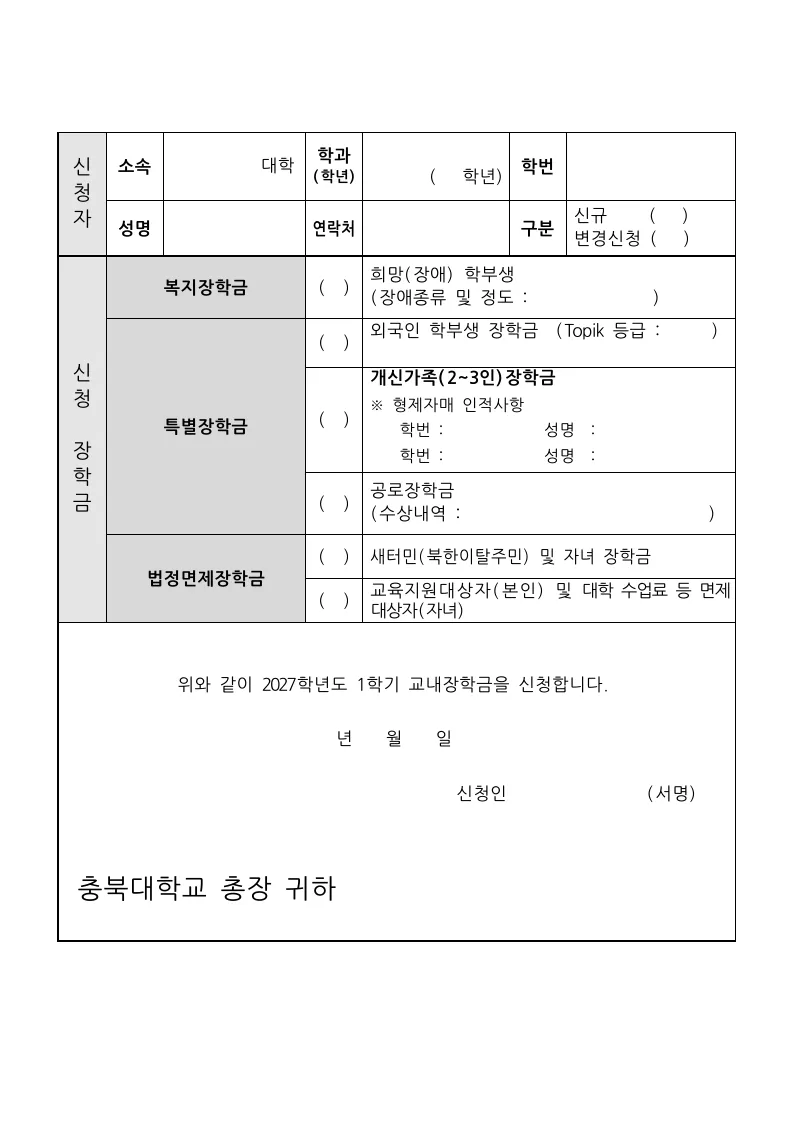 신청자
소속
대학
학과
(학년)
( 학년)
학번
성명
연락처
구분
신규 ( )
변경신청 ( )
신청 장학금
복지장학금
( )
희망(장애) 학부생
(장애종류 및 정도 : )
특별장학금
( )
외국인 학부생 장학금 (Topik 등급 : )
( )
개신가족(2~3인)장학금
※ 형제자매 인적사항
학번 : 성명 :
학번 : 성명 :
( )
공로장학금
(수상내역 : )
법정면제장학금
( )
새터민(북한이탈주민) 및 자녀 장학금
( )
교육지원대상자(본인) 및 대학 수업료 등 면제
대상자(자녀)
위와 같이 2027학년도 1학기 교내장학금을 신청합니다.
년 월 일
신청인 (서명)
충북대학교 총장 귀하